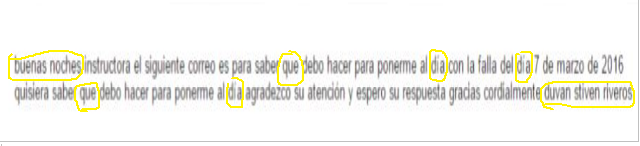 buenas noches instructora el siguiente correo es para saber que debo hacer para ponerme al dia con la falla del dia 7 de marzo de 2016
quisiera saber que debo hacer para ponerme al dia agradezco su atención y espero su respuesta gracias cordialmente duvan stiven riveros